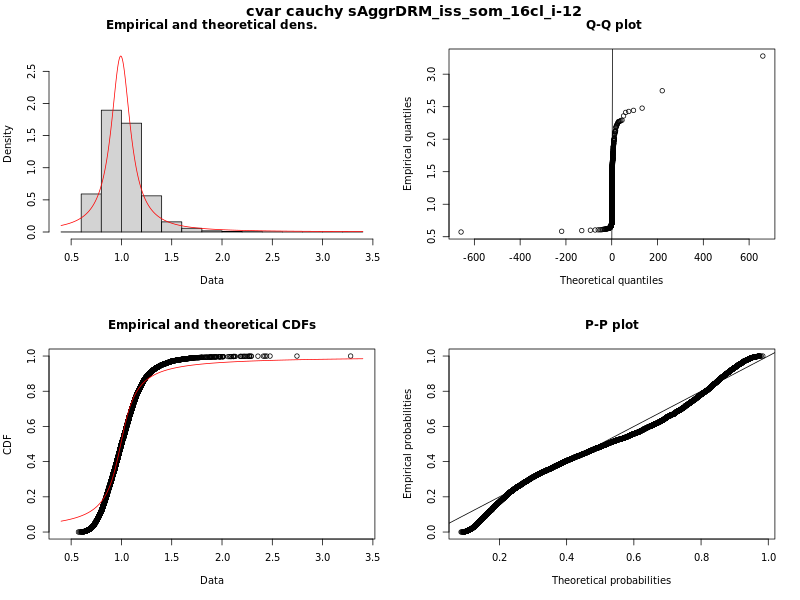 cvar cauchy sAggrDRM_iss_som_16cl_i-12
Empirical and theoretical dens.
Density
0.0 0.5 1.0 1.5 2.0 2.5
0.5 1.0 1.5 2.0 2.5 3.0 3.5
Data
Q-Q plot
Empirical quantiles
0.5 1.0 1.5 2.0 2.5 3.0
-600 -400 -200 0 200 400 600
Theoretical quantiles
Empirical and theoretical CDFs
CDF
0.0 0.2 0.4 0.6 0.8 1.0
0.5 1.0 1.5 2.0 2.5 3.0 3.5
Data
P-P plot
Empirical probabilities
0.0 0.2 0.4 0.6 0.8 1.0
0.2 0.4 0.6 0.8 1.0
Theoretical probabilities